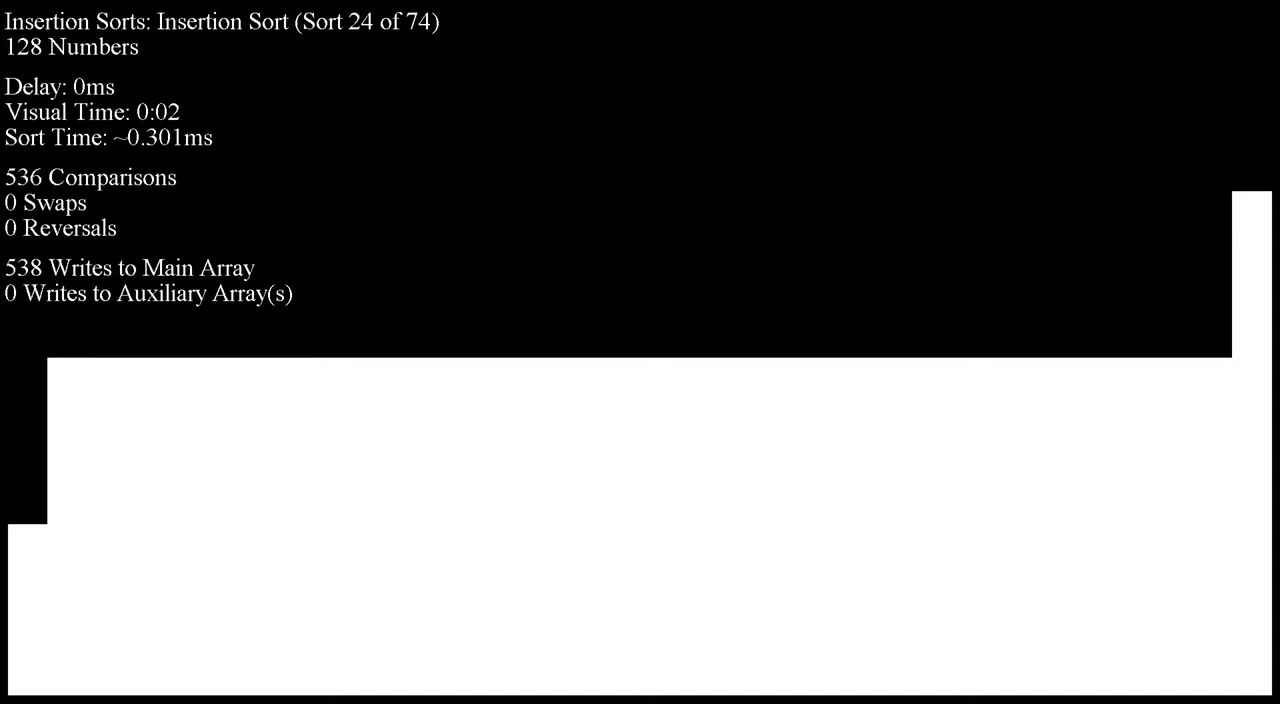 Insertion Sorts: Insertion Sort (Sort 24 of 74)
128 Numbers
Delay: 0ms
Visual Time: 0:02
Sort Time: ~0.301ms
536 Comparisons
0 Swaps
0 Reversals
538 Writes to Main Array
0 Writes to Auxiliary Array(s)